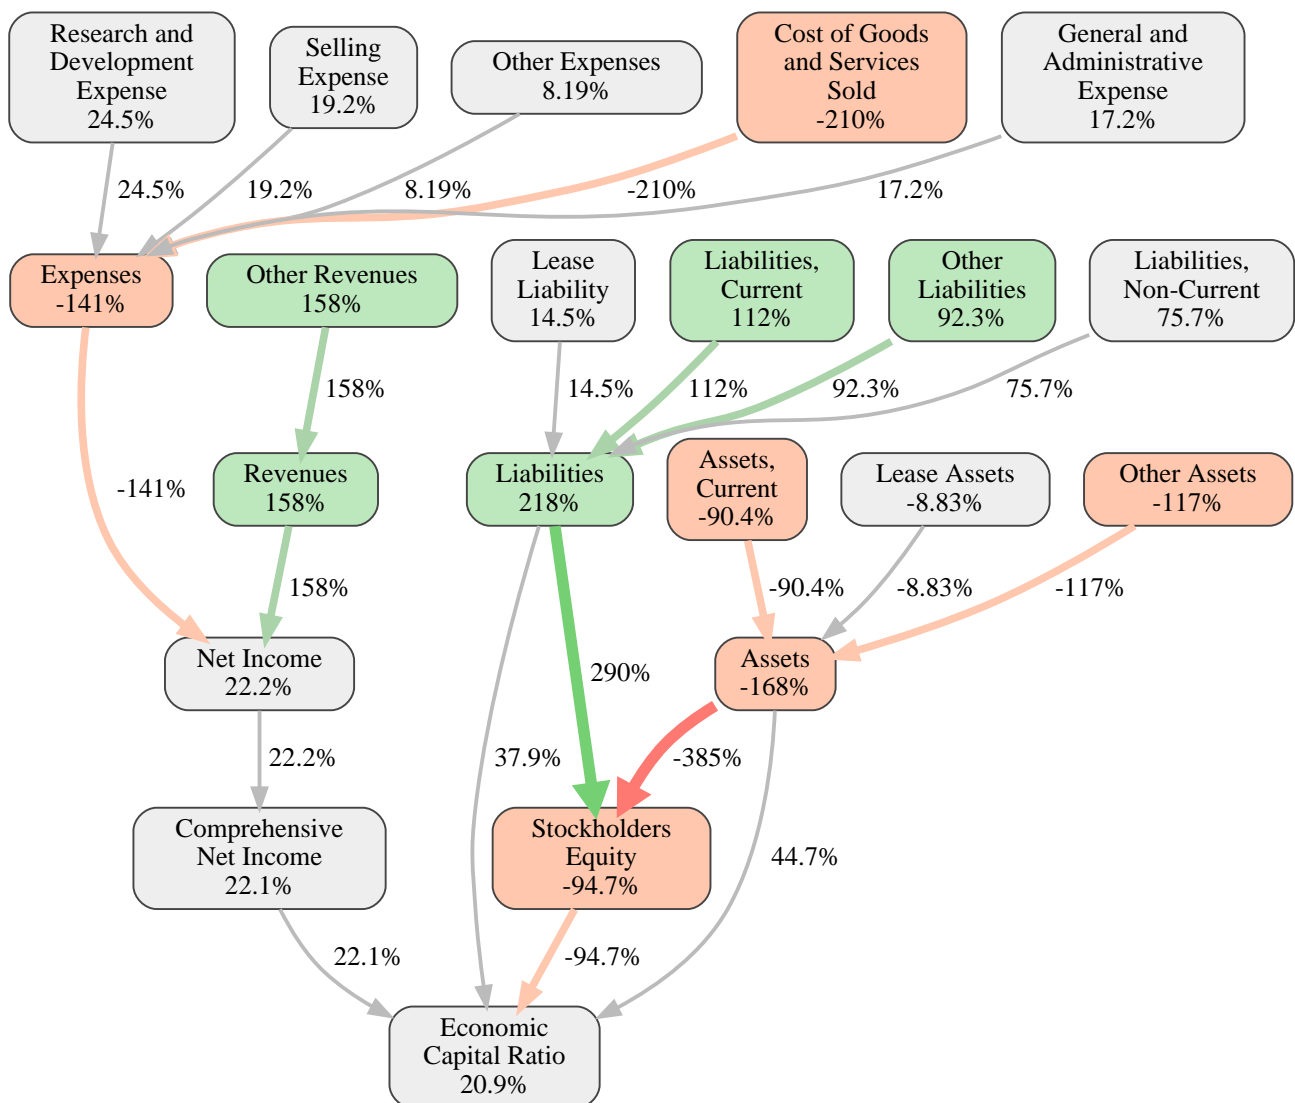 Research and
Development
Expense
24.5%
Selling
Expense
19.2%
Other Expenses
8.19%
Cost of Goods
and Services
Sold
-210%
General and
Administrative
Expense
17.2%
24.5%
19.2%
8.19%
-210%
17.2%
Expenses
-141%
Other Revenues
158%
Lease
Liability
14.5%
Liabilities,
Current
112%
Other
Liabilities
92.3%
Liabilities,
Non-Current
75.7%
158%
14.5%
112%
92.3%
75.7%
-141%
Revenues
158%
Liabilities
218%
Assets,
Current
-90.4%
Lease Assets
-8.83%
Other Assets
-117%
158%
-90.4%
-8.83%
-117%
Net Income
22.2%
290%
Assets
-168%
22.2%
37.9%
-385%
Comprehensive
Net Income
22.1%
Stockholders
Equity
-94.7%
44.7%
22.1%
-94.7%
Economic
Capital Ratio
20.9%